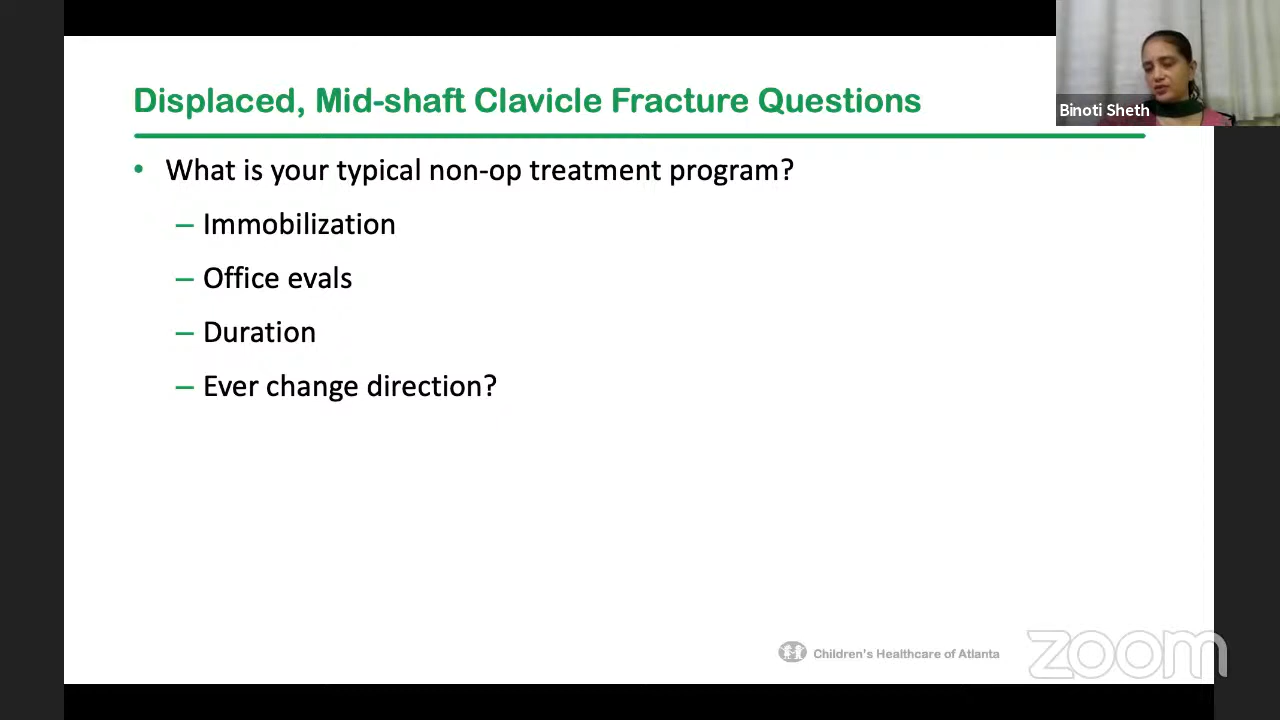 Displaced, Mid-shaft Clavicle Fracture Questions
Binoti Sheth
• What is your typical non-op treatment program?
– Immobilization
– Office evals
– Duration
– Ever change direction?
Children's Healthcare of Atlanta
zoom